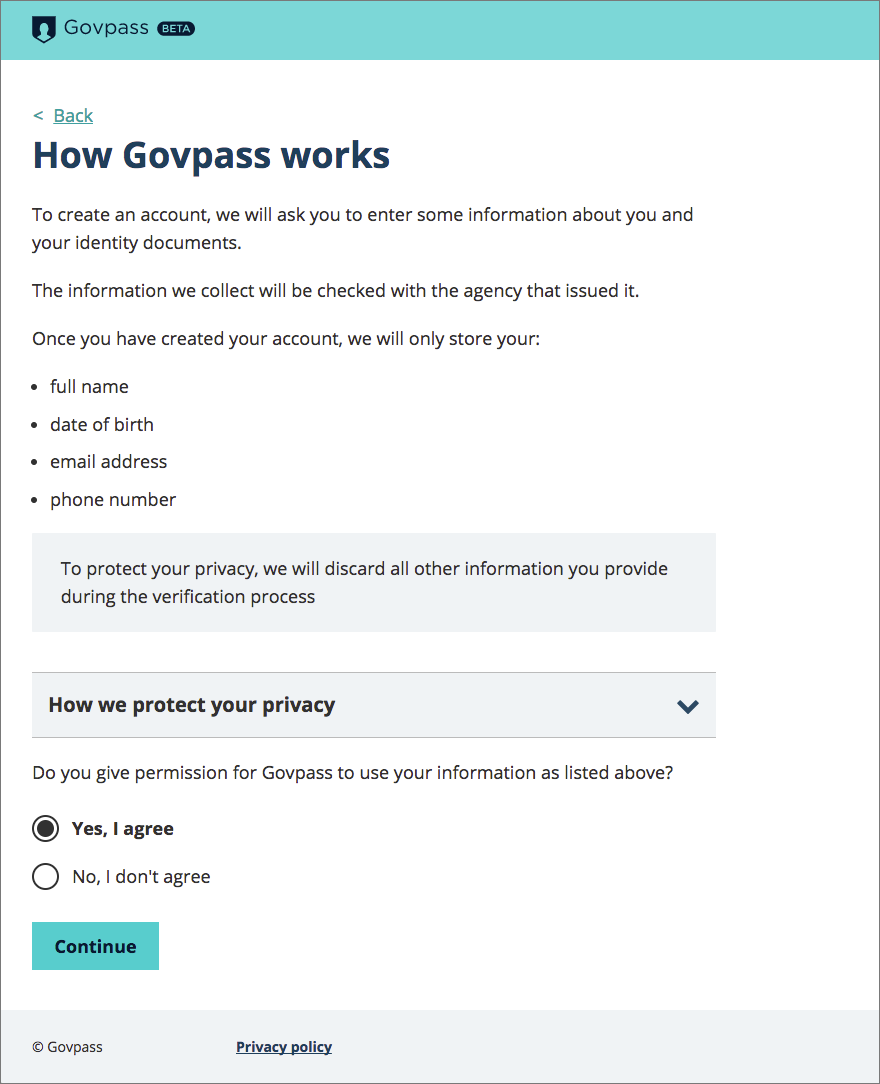 Govpass BETA
< Back
How Govpass works
To create an account, we will ask you to enter some information about you and
your identity documents.
The information we collect will be checked with the agency that issued it.
Once you have created your account, we will only store your:
• full name
• date of birth
• email address
• phone number
To protect your privacy, we will discard all other information you provide
during the verification process
How we protect your privacy
Do you give permission for Govpass to use your information as listed above?
Yes, I agree
No, I don't agree
Continue
© Govpass Privacy policy